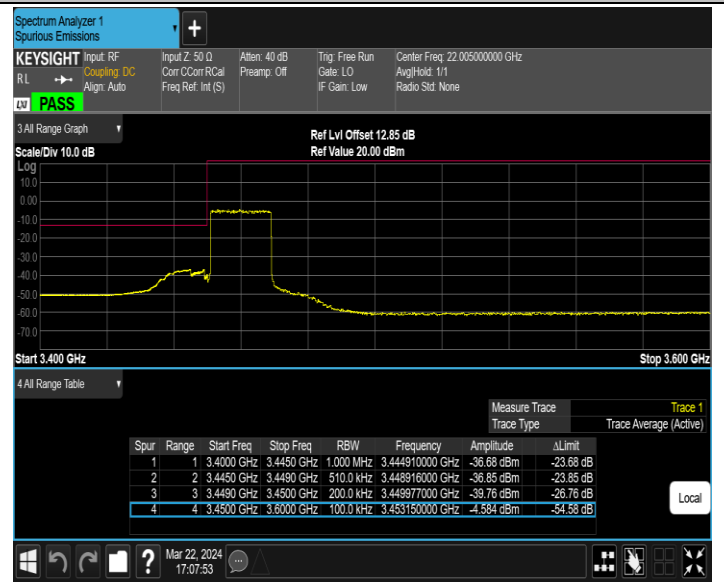 Spectrum Analyzer 1
Spurious Emissions
+
KEYSIGHT Input: RF Input Z: 50 Ω Atten: 40 dB Trig: Free Run Center Freq: 22.005000000 GHz
RL Coupling: DC Corr CCorr RCal Preamp: Off Gate: LO Avg|Hold: 1/1
Align: Auto Freq Ref: Int (S) IF Gain: Low Radio Std: None
LXI PASS
3 All Range Graph
Ref Lvl Offset 12.85 dB
Scale/Div 10.0 dB Ref Value 20.00 dBm
Log
10.0
0.00
-10.0
-20.0
-30.0
-40.0
-50.0
-60.0
-70.0
Start 3.400 GHz Stop 3.600 GHz
4 All Range Table
Measure Trace Trace 1
Trace Type Trace Average (Active)
Spur Range Start Freq Stop Freq RBW Frequency Amplitude ΔLimit
1 1 3.4000 GHz 3.4450 GHz 1.000 MHz 3.444910000 GHz -36.68 dBm -23.68 dB
2 2 3.4450 GHz 3.4490 GHz 510.0 kHz 3.448916000 GHz -36.85 dBm -23.85 dB
3 3 3.4490 GHz 3.4500 GHz 200.0 kHz 3.449977000 GHz -39.76 dBm -26.76 dB
4 4 3.4500 GHz 3.6000 GHz 100.0 kHz 3.453150000 GHz -4.584 dBm -54.58 dB
Local
? Mar 22, 2024
17:07:53